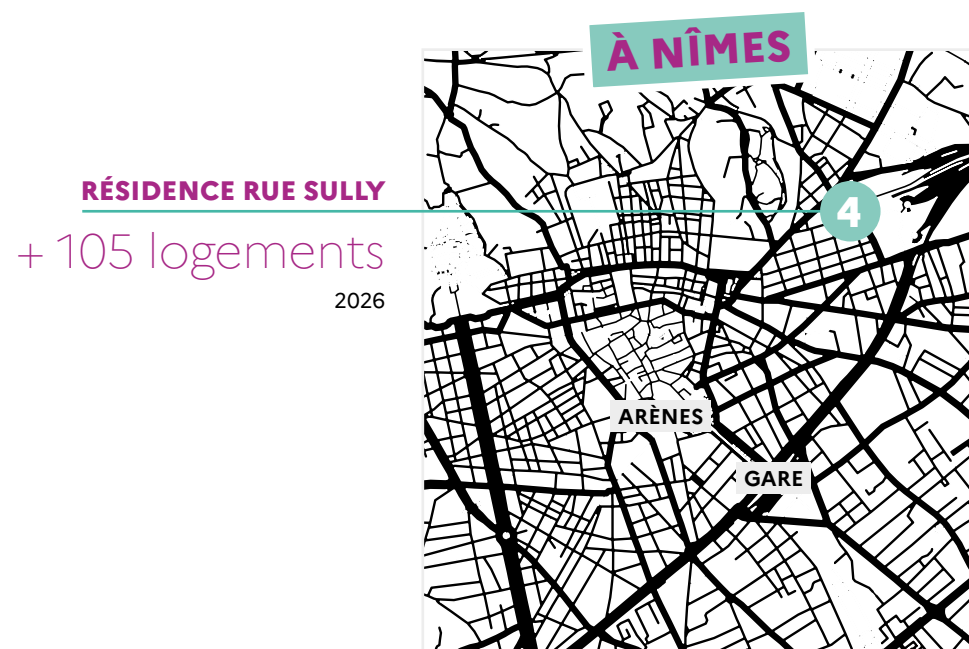 À NÎMES
RÉSIDENCE RUE SULLY
4
+ 105 logements
2026
ARÈNES
GARE